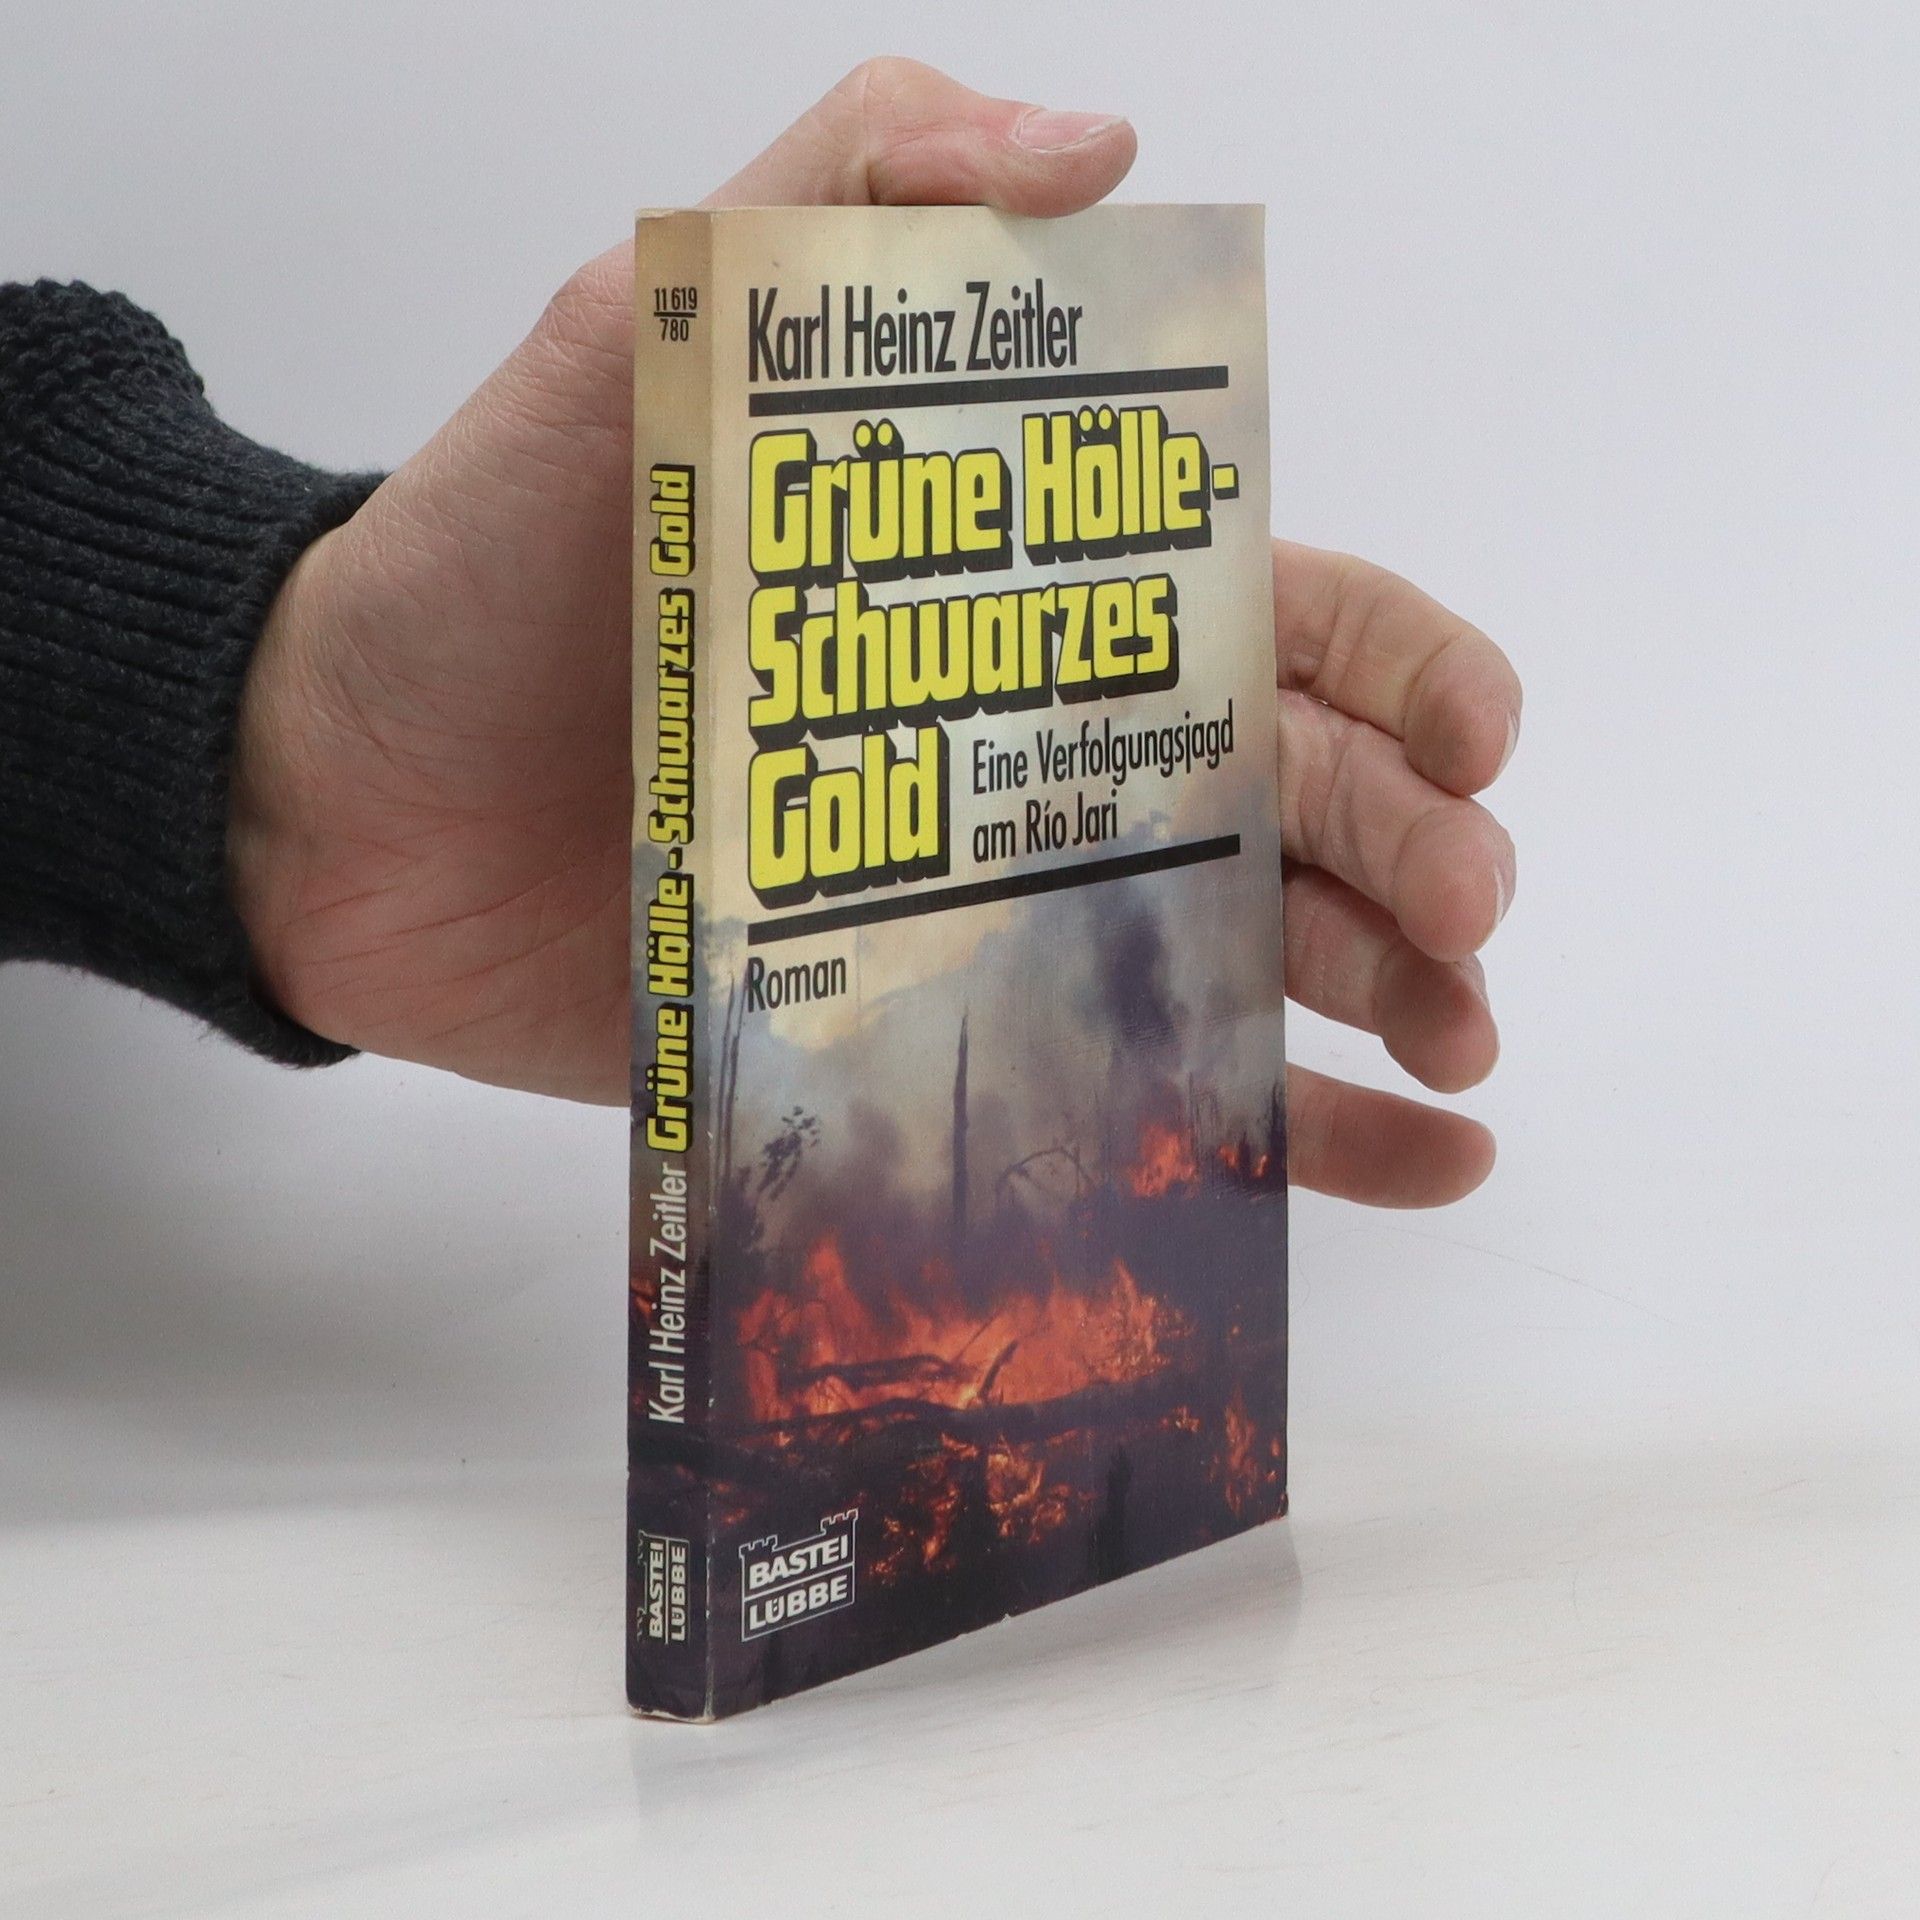 11 619
780
Karl Heinz Zeitler Grüne Hölle - Schwarzes Gold
BASTEI
LÜBBE
Karl Heinz Zeitler
Grüne Hölle -
Schwarzes
Gold
Eine Verfolgungsjagd
am Río Jari
Roman
BASTEI
LÜBBE